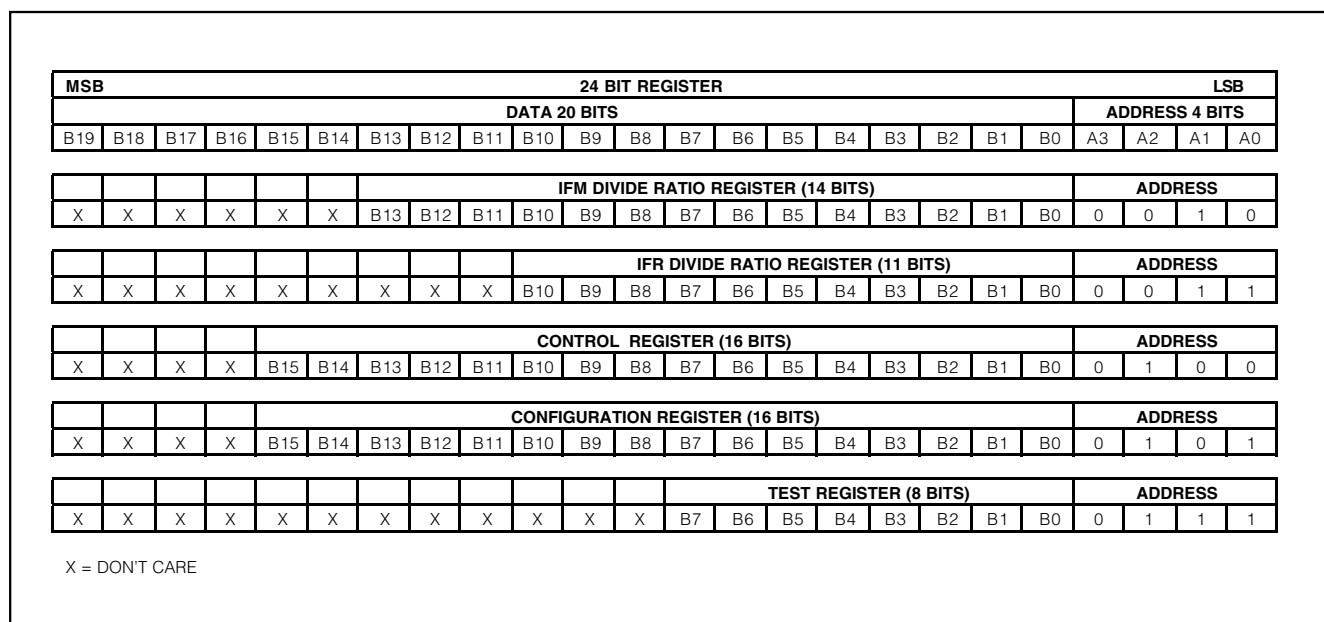 MSB 24 BIT REGISTER LSB
DATA 20 BITS ADDRESS 4 BITS
B19 B18 B17 B16 B15 B14 B13 B12 B11 B10 B9 B8 B7 B6 B5 B4 B3 B2 B1 B0 A3 A2 A1 A0
IFM DIVIDE RATIO REGISTER (14 BITS) ADDRESS
X X X X X X B13 B12 B11 B10 B9 B8 B7 B6 B5 B4 B3 B2 B1 B0 0 0 1 0
IFR DIVIDE RATIO REGISTER (11 BITS) ADDRESS
X X X X X X X X X B10 B9 B8 B7 B6 B5 B4 B3 B2 B1 B0 0 0 1 1
CONTROL REGISTER (16 BITS) ADDRESS
X X X X B15 B14 B13 B12 B11 B10 B9 B8 B7 B6 B5 B4 B3 B2 B1 B0 0 1 0 0
CONFIGURATION REGISTER (16 BITS) ADDRESS
X X X X B15 B14 B13 B12 B11 B10 B9 B8 B7 B6 B5 B4 B3 B2 B1 B0 0 1 0 1
TEST REGISTER (8 BITS) ADDRESS
X X X X X X X X X X X X B7 B6 B5 B4 B3 B2 B1 B0 0 1 1 1
X = DON'T CARE